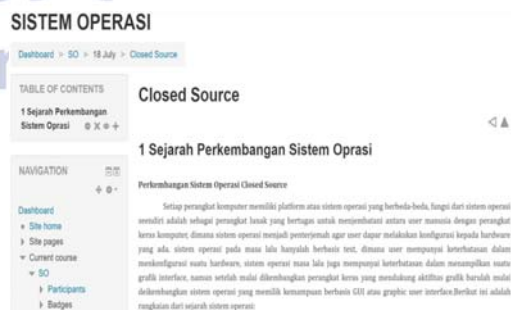 SISTEM OPERASI
Dashboard > SO > 18 July > Closed Source
TABLE OF CONTENTS
1 Sejarah Perkembangan
Sistem Oprasi
NAVIGATION
Dashboard
Site home
Site pages
Current course
SO
Participants
Badges
Closed Source
1 Sejarah Perkembangan Sistem Oprasi
Perkembangan Sistem Operasi Closed Source
Setiap perangkat komputer memiliki platform atas sistem operasi yang berbeda-beda, fungsi dari sistem operasi
sendiri adalah sebagai perangkat lunak yang bertugas untuk menjembatani antara user manusia dengan perangkat
keras komputer, dimana sistem operasi menjadi penterjemah agar user dapar melakukan konfigurasi kepada hardware
yang ada. sistem operasi pada masa lalu hanyalah berbasis text, dimana user mempunyai keterbatasan dalam
menkonfigurasi suatu hardware, sistem operasi masa lalu juga mempunyai keterbatasan dalam menampilkan suatu
grafik interface, naman setelah mulai dikembangkan perangkat keras yang mendukung aktifitas grafik barulah mulai
deikembangkan sistem operasi yang memilik kemampuan berbasis GUI atau graphic user interface.Berikut ini adalah
rangkaian dari sejarah sistem operasi: